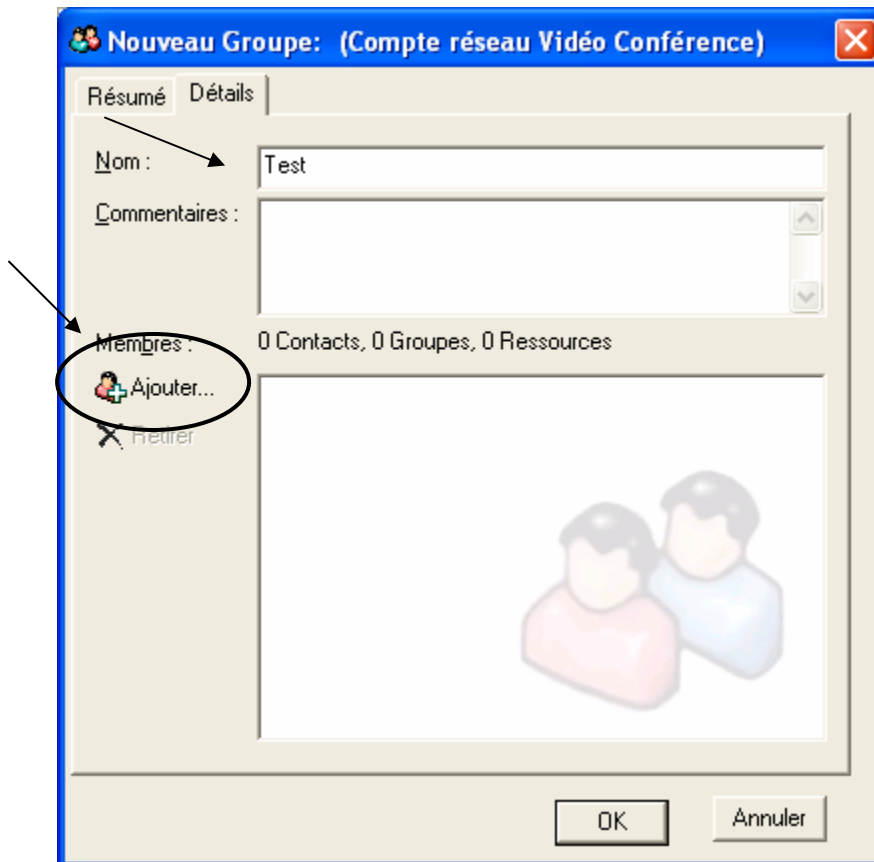 Nouveau Groupe: (Compte réseau Vidéo Conférence)
Résumé Détails
Nom : Test
Commentaires :
Membres : 0 Contacts, 0 Groupes, 0 Ressources
Ajouter...
Retirer
OK Annuler